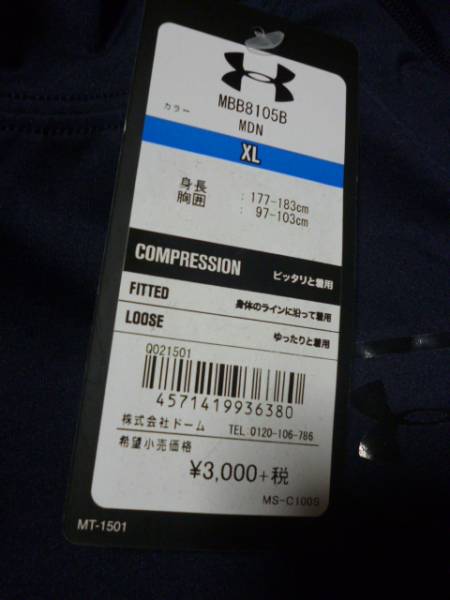 MBB8105B
カラー MDN
XL
身長 : 177-183cm
胸囲 : 97-103cm
COMPRESSION ピッタリと着用
FITTED 身体のラインに沿って着用
LOOSE ゆったりと着用
Q021501
4571419936380
株式会社ドーム TEL:0120-106-786
希望小売価格
¥3,000+税
MS-C100S
MT-1501